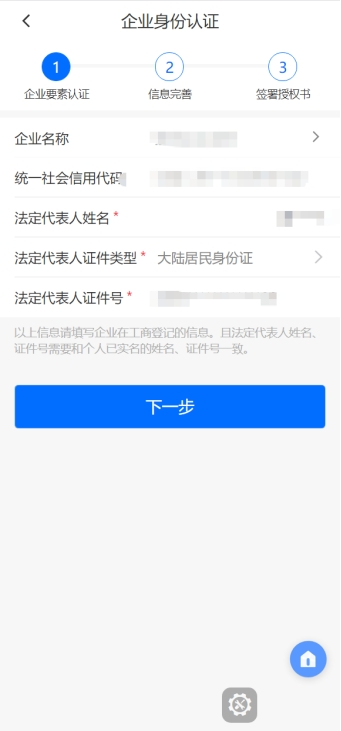 企业身份认证
1
2
3
企业要素认证
信息完善
签署授权书
企业名称
统一社会信用代码
法定代表人姓名 *
法定代表人证件类型 * 大陆居民身份证
法定代表人证件号 *
以上信息请填写企业在工商登记的信息。且法定代表人姓名、
证件号需要和个人已实名的姓名、证件号一致。
下一步